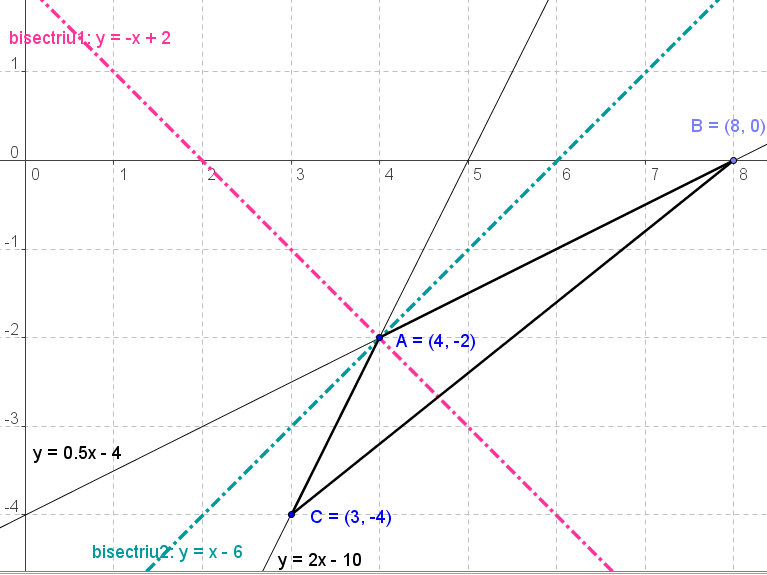 bisectriu1: y = -x + 2
1
B = (8, 0)
0
0
1
2
3
4
5
6
7
8
-1
-2
A = (4, -2)
-3
y = 0.5x - 4
-4
C = (3, -4)
bisectriu2: y = x - 6
y = 2x - 10